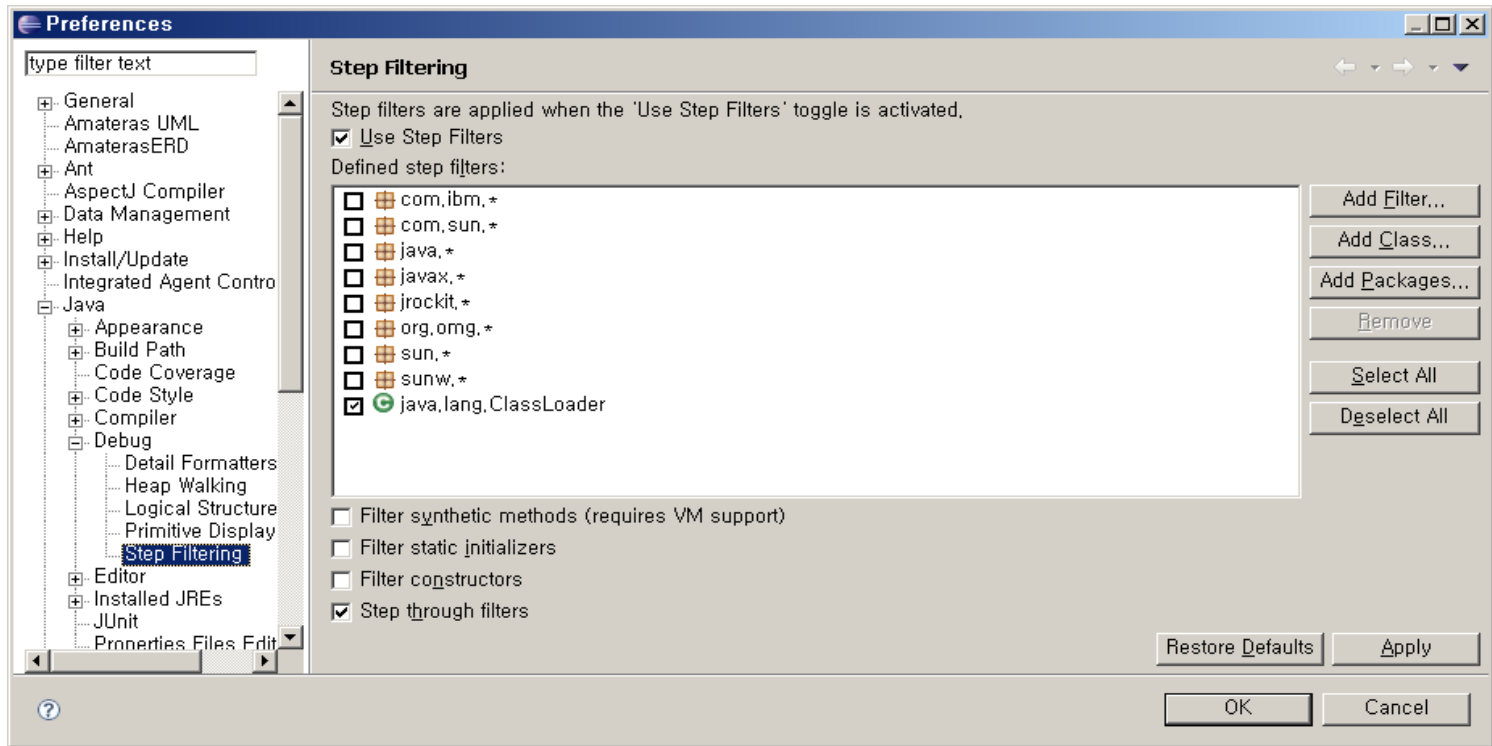 Preferences
type filter text
General
Amateras UML
AmaterasERD
Ant
AspectJ Compiler
Data Management
Help
Install/Update
Integrated Agent Contro
Java
Appearance
Build Path
Code Coverage
Code Style
Compiler
Debug
Detail Formatters
Heap Walking
Logical Structure
Primitive Display
Step Filtering
Editor
Installed JREs
JUnit
Properties Files Edit
Step Filtering
Step filters are applied when the 'Use Step Filters' toggle is activated,
Use Step Filters
Defined step filters:
com,ibm,*
com,sun,*
java,*
javax,*
jrockit,*
org,omg,*
sun,*
sunw,*
java,lang,ClassLoader
Add Filter,,,
Add Class,,,
Add Packages,,,
Remove
Select All
Deselect All
Filter synthetic methods (requires VM support)
Filter static initializers
Filter constructors
Step through filters
Restore Defaults
Apply
?
OK
Cancel